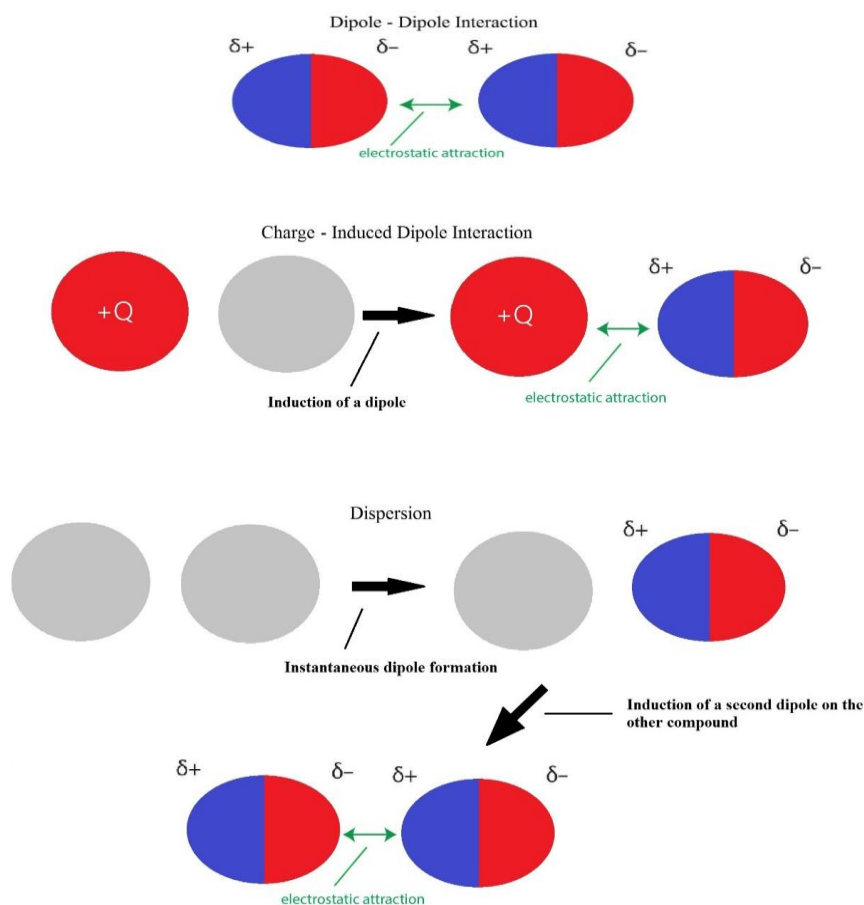 Dipole - Dipole Interaction
δ+ δ− δ+ δ−
electrostatic attraction
Charge - Induced Dipole Interaction
δ+ δ−
+Q +Q
Induction of a dipole
electrostatic attraction
Dispersion
δ+ δ−
Instantaneous dipole formation
Induction of a second dipole on the
other compound
δ+ δ− δ+ δ−
electrostatic attraction